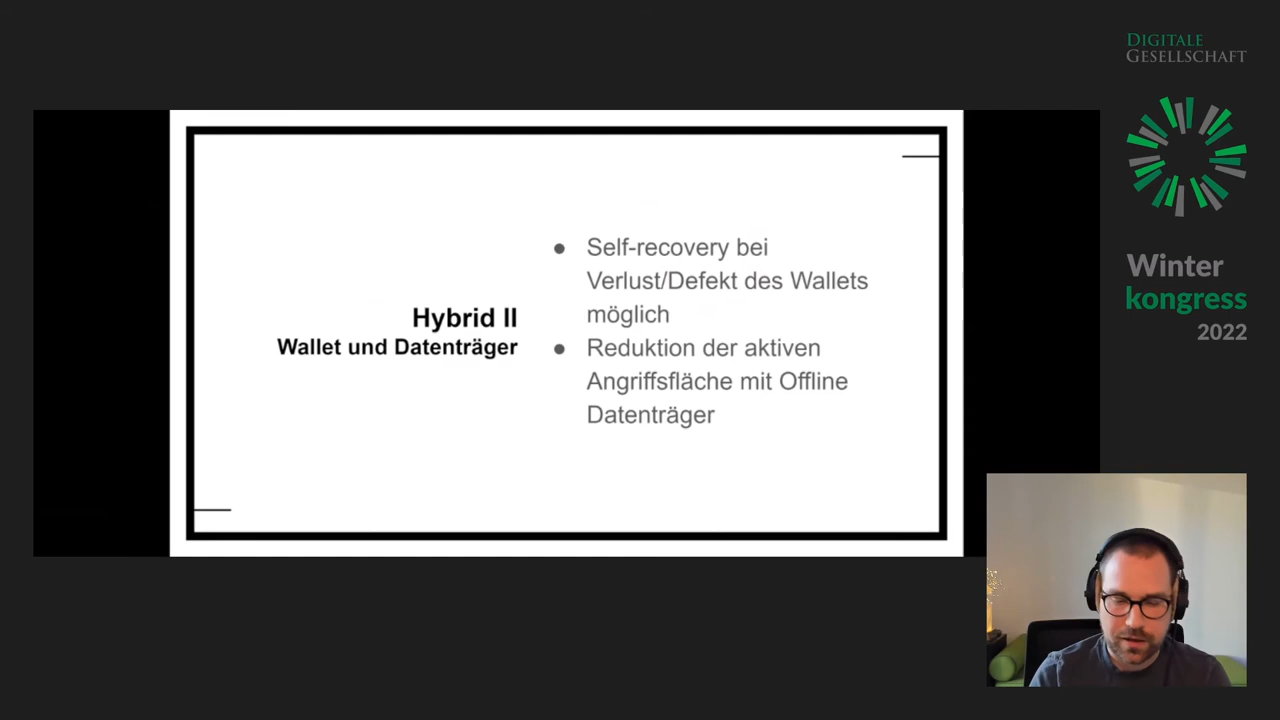 DIGITALE
GESELLSCHAFT
Winter
kongress
2022
Hybrid II
Wallet und Datenträger
● Self-recovery bei
Verlust/Defekt des Wallets
möglich
● Reduktion der aktiven
Angriffsfläche mit Offline
Datenträger